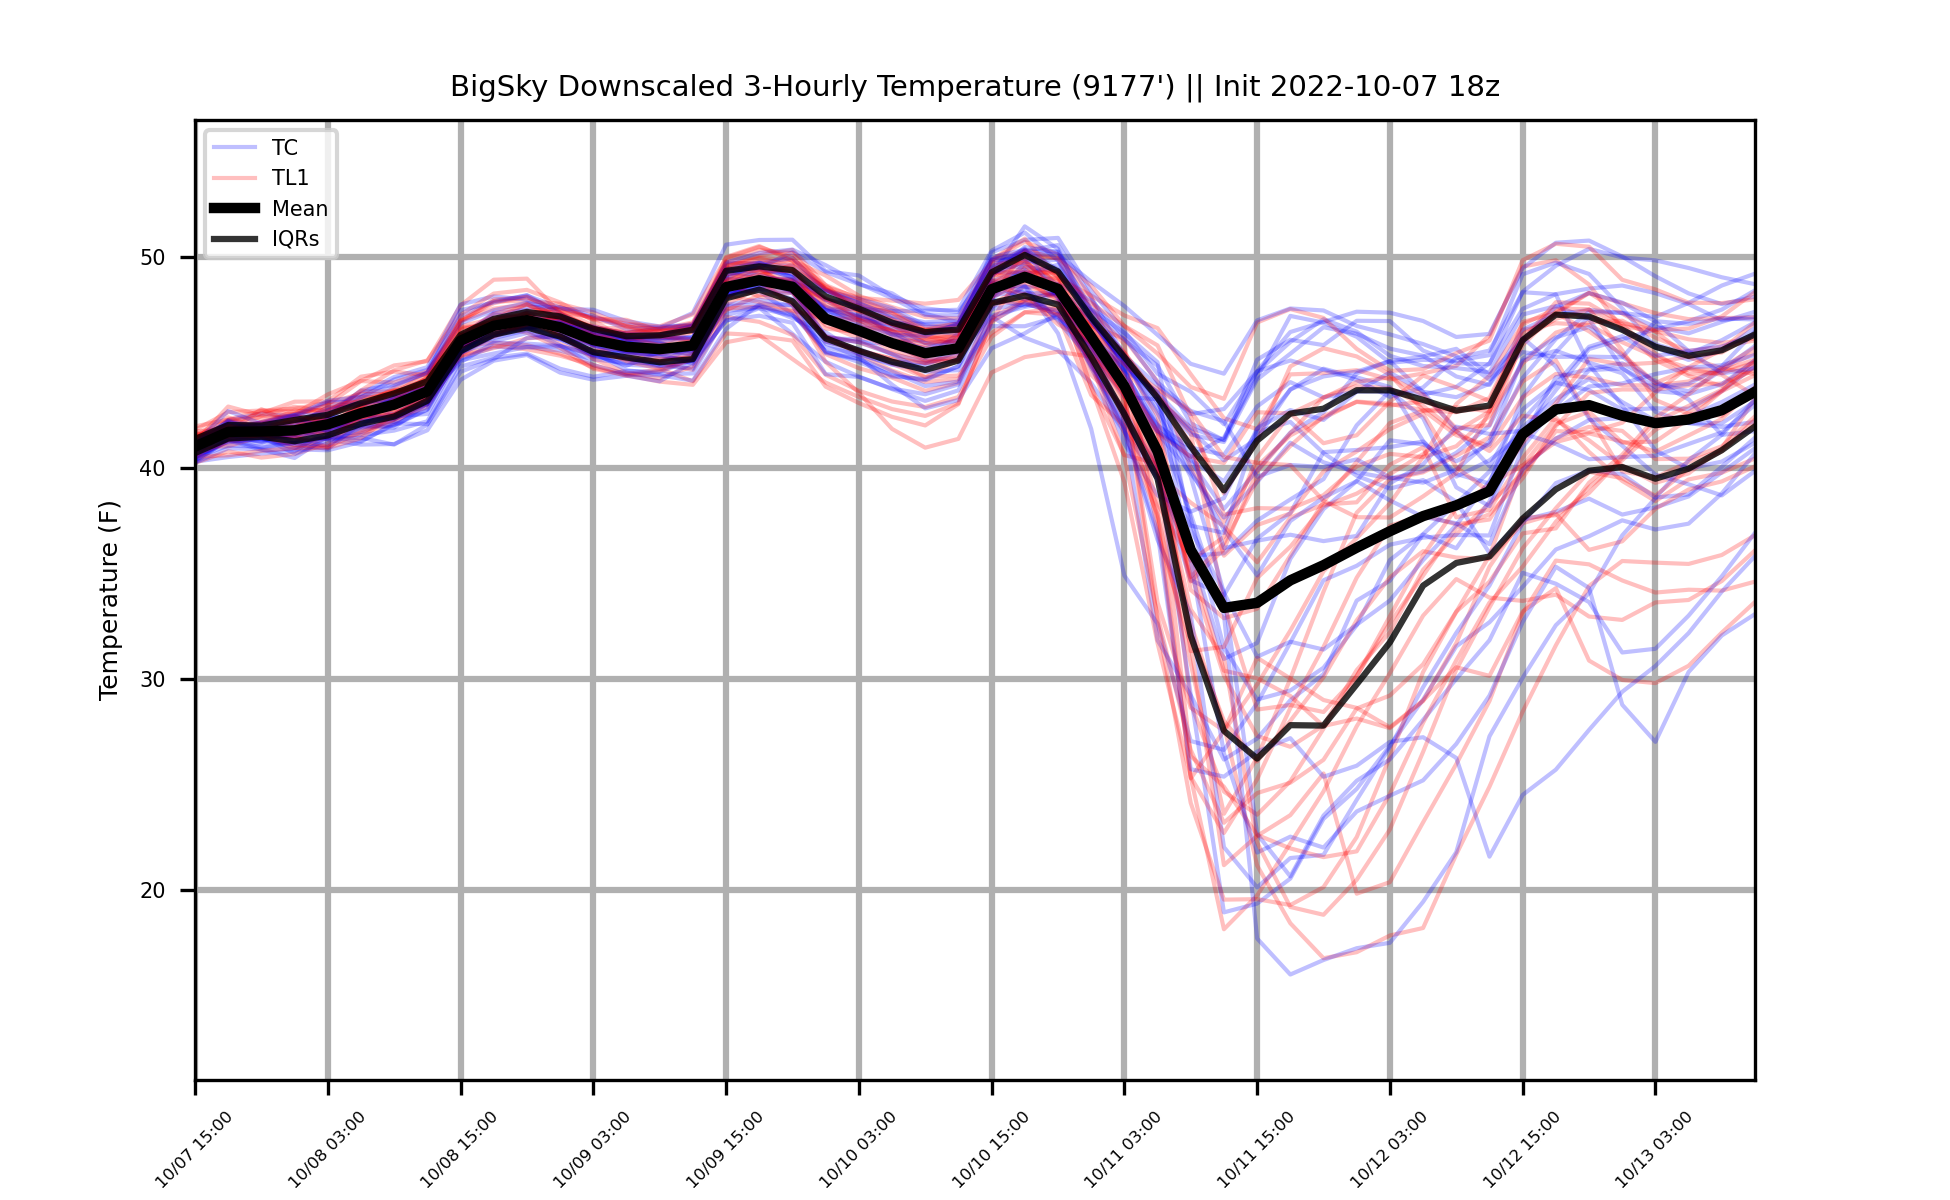 BigSky Downscaled 3-Hourly Temperature (9177') || Init 2022-10-07 18z
TC
TL1
Mean
IQRs
Temperature (F)
50
40
30
20
10/07 15:00
10/08 03:00
10/08 15:00
10/09 03:00
10/09 15:00
10/10 03:00
10/10 15:00
10/11 03:00
10/11 15:00
10/12 03:00
10/12 15:00
10/13 03:00